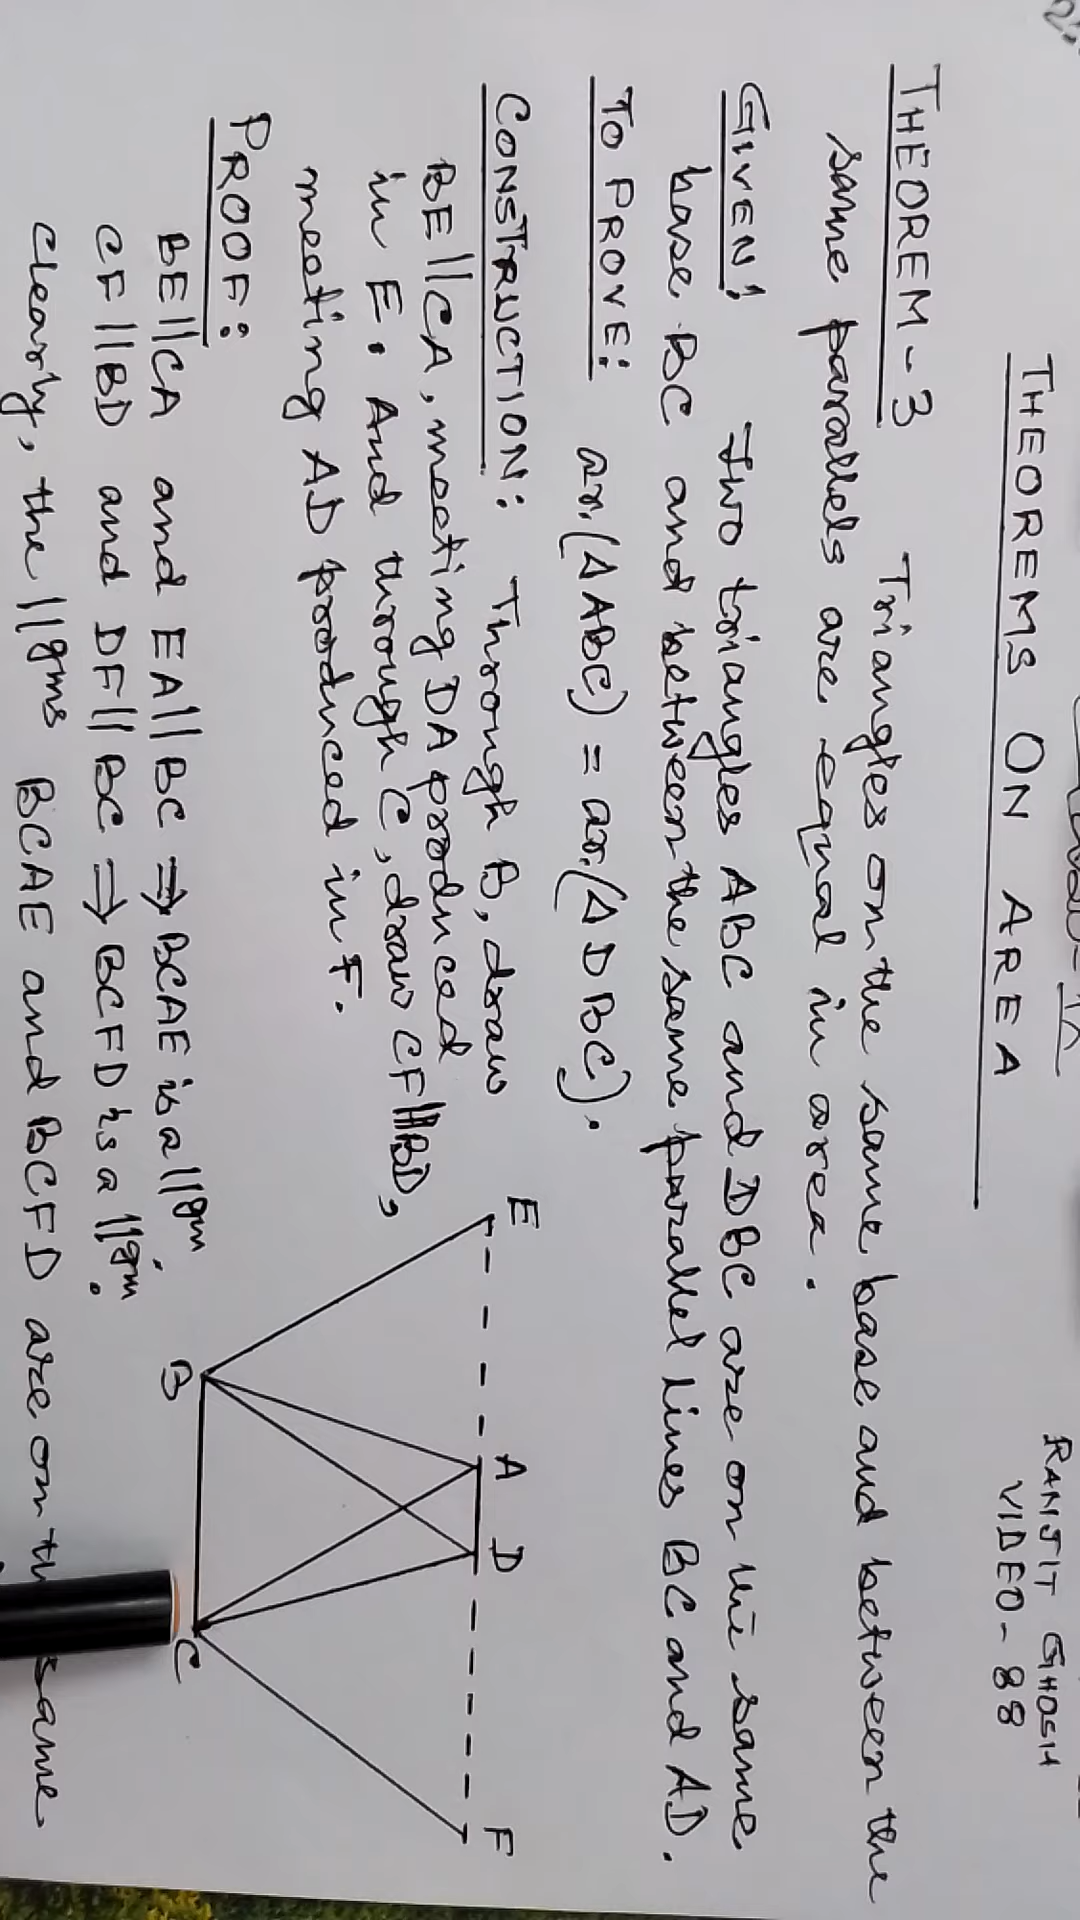 THEOREMS ON AREA
RANJIT GHOSH
VIDEO-88
THEOREM-3 Triangles on the same base and between the
same parallels are equal in area.
GIVEN: Two triangles ABC and DBC are on the same
base BC and between the same parallel lines BC and AD.
TO PROVE: ar.(ΔABC) = ar.(ΔDBC).
CONSTRUCTION: Through B, draw
BE||CA, meeting DA produced
in E. And through C, draw CF||BD,
meeting AD produced in F.
PROOF:
BE||CA and EA||BC ⇒ BCAE is a ||gm.
CF||BD and DF||BC ⇒ BCFD is a ||gm.
Clearly, the ||gms BCAE and BCFD are on same
E A D F
B C